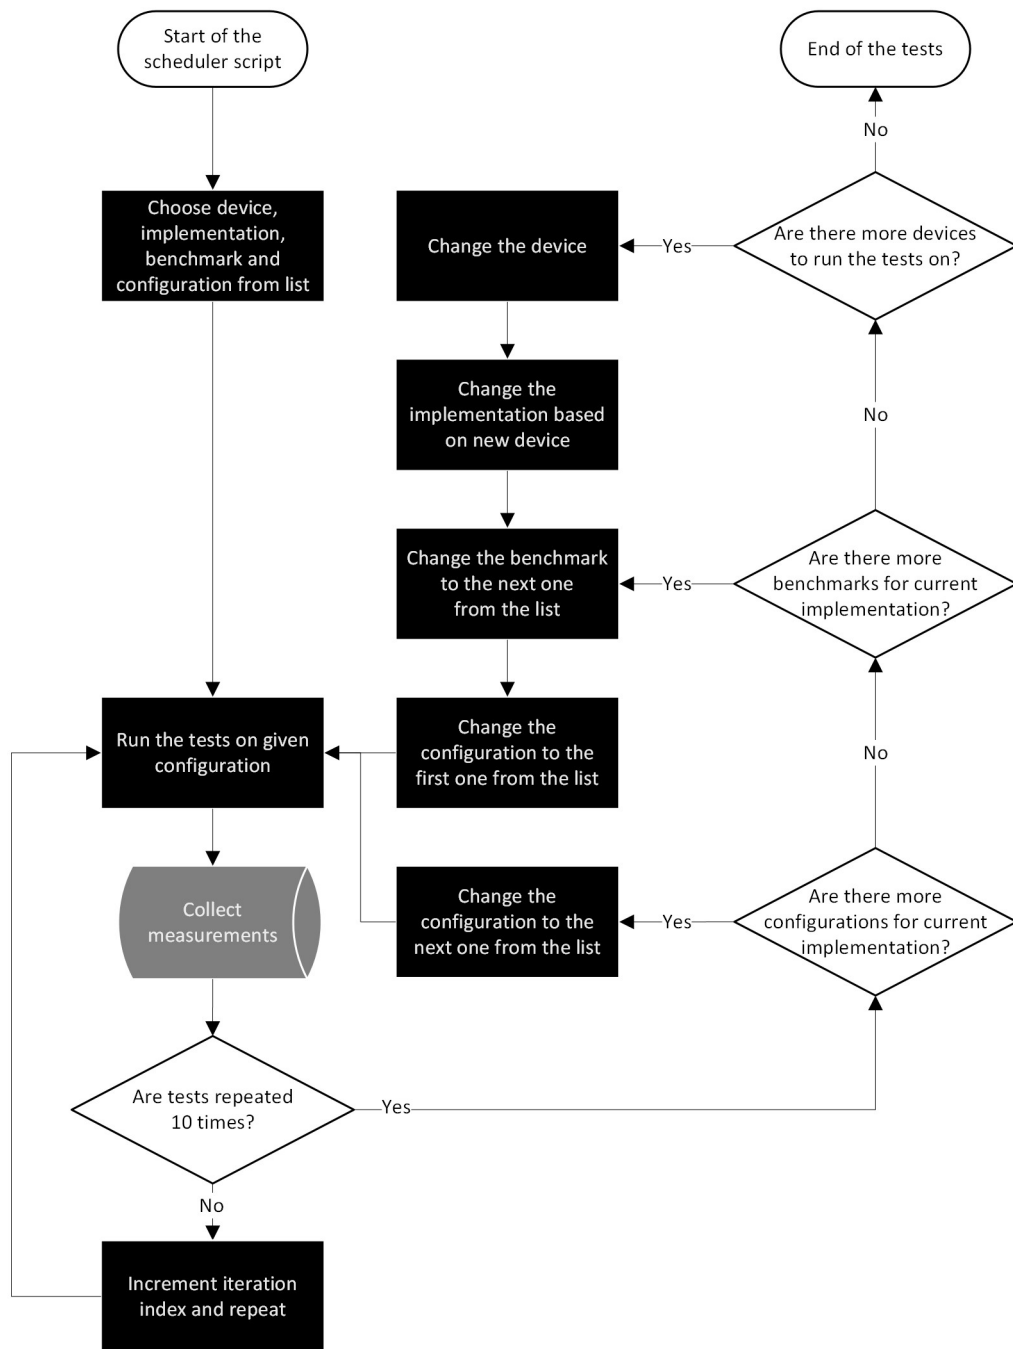 Start of the
scheduler script
End of the tests
No
Choose device,
implementation,
benchmark and
configuration from list
Change the device
Yes
Are there more devices
to run the tests on?
Change the
implementation based
on new device
No
Change the benchmark
to the next one
from the list
Yes
Are there more
benchmarks for current
implementation?
Run the tests on given
configuration
Change the
configuration to the
first one from the list
No
Collect
measurements
Change the
configuration to the
next one from the list
Yes
Are there more
configurations for current
implementation?
Are tests repeated
10 times?
Yes
No
Increment iteration
index and repeat